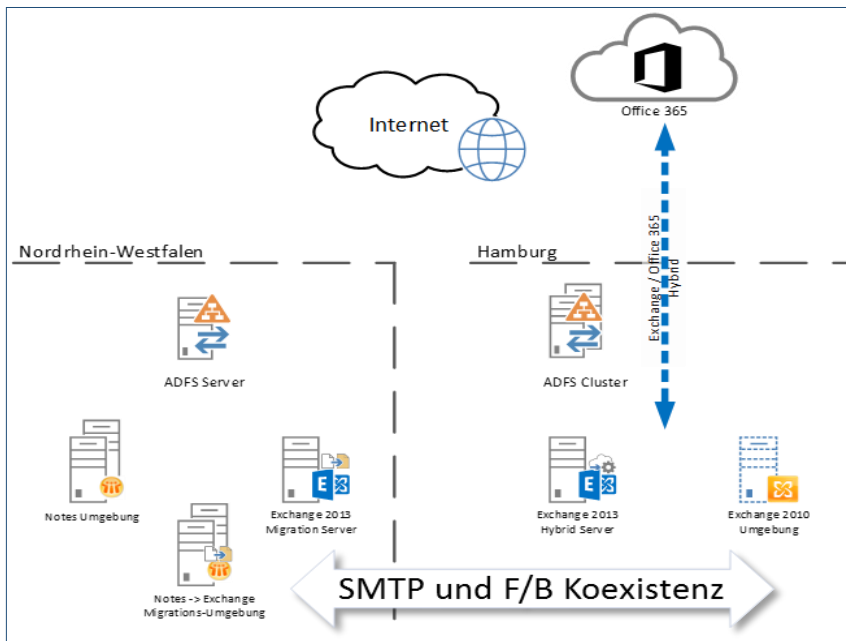 Office 365
Internet
Exchange / Office 365
Hybrid
Nordrhein-Westfalen
Hamburg
ADFS Server
ADFS Cluster
Notes Umgebung
Exchange 2013
Migration Server
Exchange 2013
Hybrid Server
Exchange 2010
Umgebung
Notes -> Exchange
Migrations-Umgebung
SMTP und F/B Koexistenz